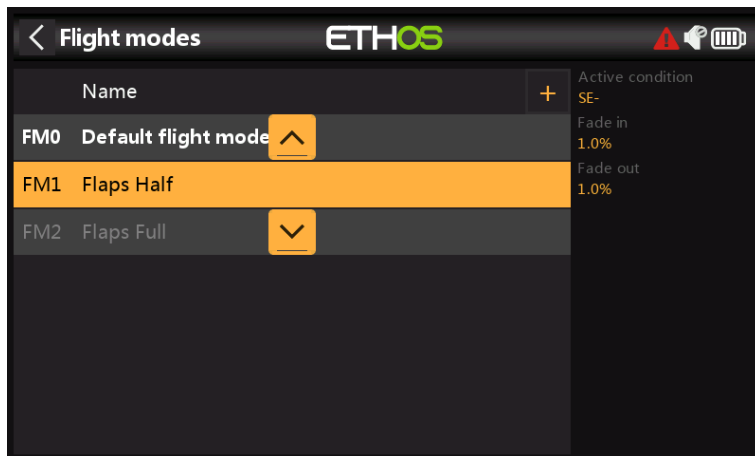 Flight modes
ETHOS
Name +
FM0 Default flight mode
FM1 Flaps Half
FM2 Flaps Full
Active condition
SE-
Fade in
1.0%
Fade out
1.0%